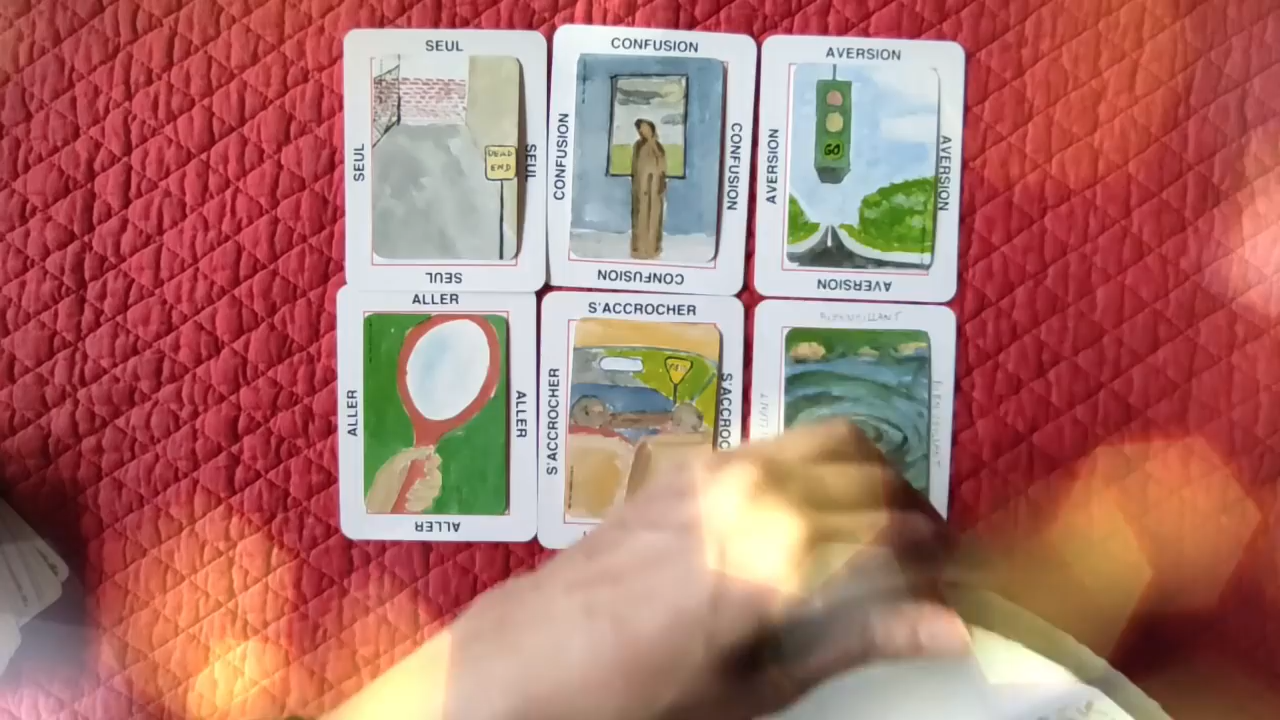 SEUL
SEUL
DEAD
END
SEUL
SEUL
CONFUSION
CONFUSION
CONFUSION
CONFUSION
AVERSION
AVERSION
GO
AVERSION
AVERSION
ALLER
ALLER
ALLER
ALLER
S'ACCROCHER
S'ACCROCHER
S'ACCROC